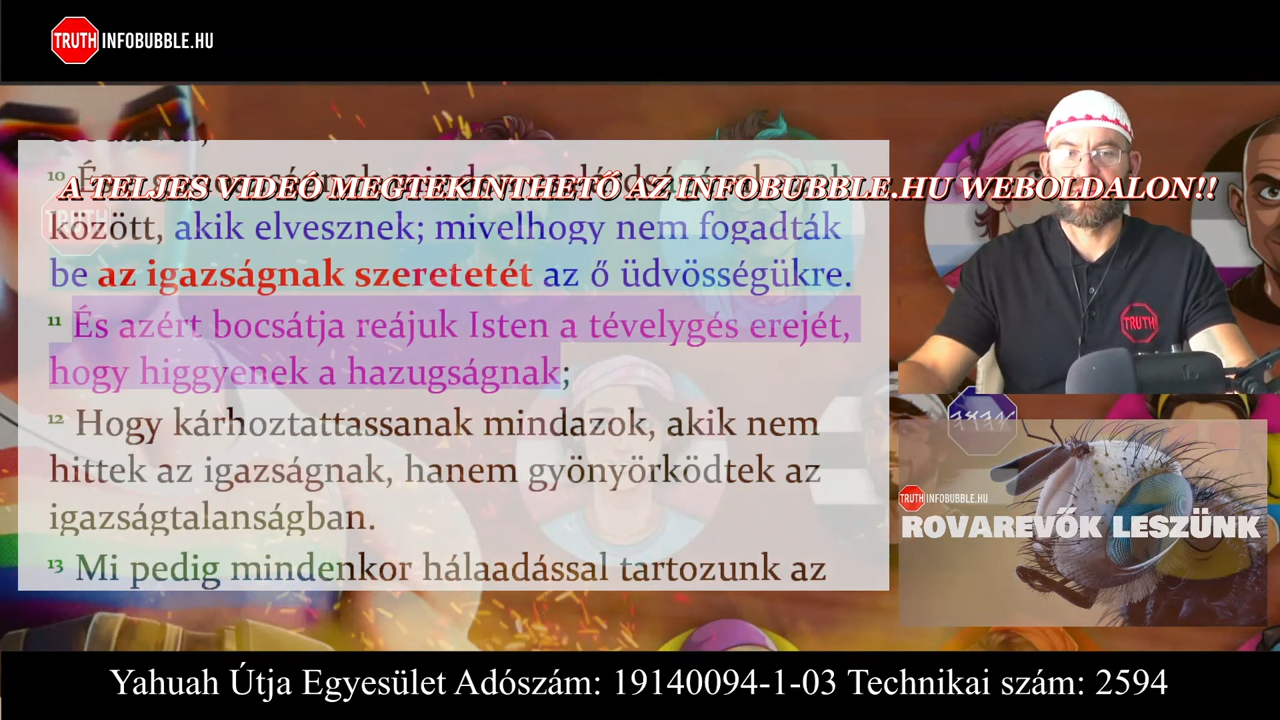 TRUTH INFOBUBBLE.HU
A TELJES VIDEÓ MEGTEKINTHETŐ AZ INFOBUBBLE.HU WEBOLDALON!!
között, akik elvesznek; mivelhogy nem fogadták
be az igazságnak szeretetét az ő üdvösségükre.
11 És azért bocsátja reájuk Isten a tévelygés erejét,
hogy higgyenek a hazugságnak;
12 Hogy kárhoztattassanak mindazok, akik nem
hittek az igazságnak, hanem gyönyörködtek az
igazságtalanságban.
13 Mi pedig mindenkor hálaadással tartozunk az
TRUTH
TRUTH INFOBUBBLE.HU
ROVAREVŐK LESZÜNK
Yahuah Útja Egyesület Adószám: 19140094-1-03 Technikai szám: 2594